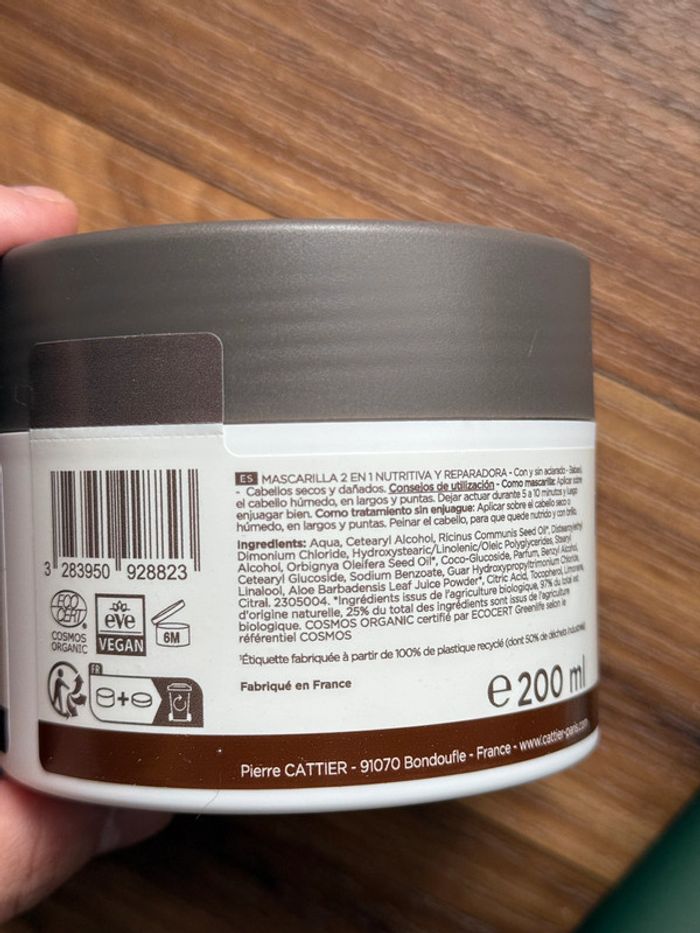 ES MASCARILLA 2 EN 1 NUTRITIVA Y REPARADORA - Con y sin aclarado -
- Cabellos secos y dañados. Consejos de utilización - Como mascarilla: Aplicar sobre
el cabello húmedo, en largos y puntas. Dejar actuar durante 5 a 10 minutos y luego
enjuagar bien. Como tratamiento sin enjuague: Aplicar sobre el cabello seco o
húmedo, en largos y puntas. Peinar el cabello, para que quede nutrido y con brillo.
Ingredients: Aqua, Cetearyl Alcohol, Ricinus Communis Seed Oil*, Distearoylethyl
Dimonium Chloride, Hydroxystearic/Linolenic/Oleic Polyglycerides, Stearyl
Alcohol, Orbignya Oleifera Seed Oil*, Coco-Glucoside, Parfum, Benzyl Alcohol,
Cetearyl Glucoside, Sodium Benzoate, Guar Hydroxypropyltrimonium Chloride,
Linalool, Aloe Barbadensis Leaf Juice Powder*, Citric Acid, Tocopherol, Limonene,
Citral. 2305004. *Ingrédients issus de l'agriculture biologique, 97% du total est
d'origine naturelle, 25% du total des ingrédients sont issus de l'agriculture
biologique. COSMOS ORGANIC certifié par ECOCERT Greenlife selon le
référentiel COSMOS
¹Étiquette fabriquée à partir de 100% de plastique recyclé (dont 50% de déchets industriels)
Fabriqué en France
e 200 ml
Pierre CATTIER - 91070 Bondoufle - France - www.cattier-paris.com
3 283950 928823
ECO
CERT
COSMOS
ORGANIC
eve
VEGAN
6M
FR
+